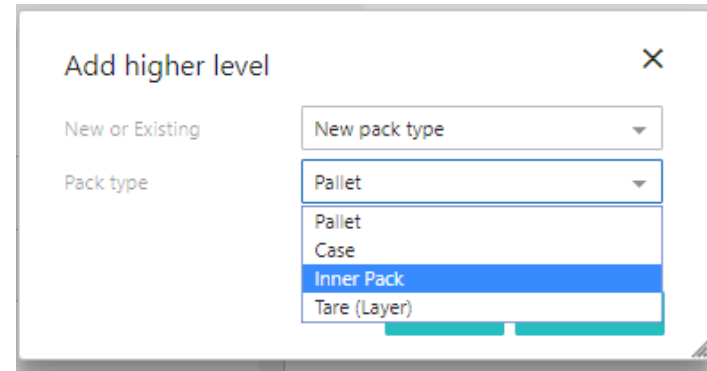 Add higher level
New or Existing New pack type
Pack type Pallet
Pallet
Case
Inner Pack
Tare (Layer)